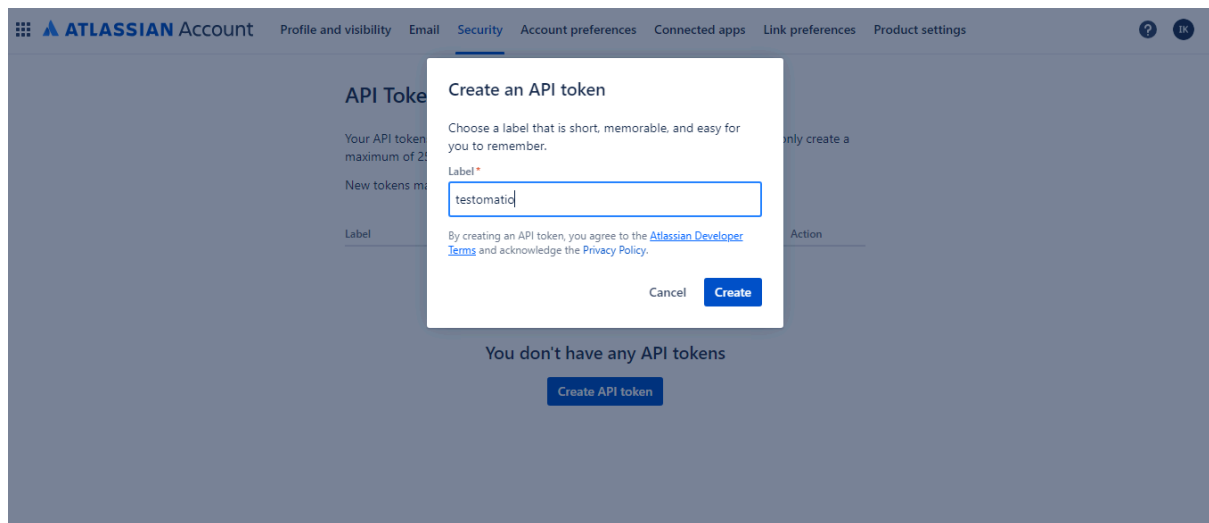 ATLASSIAN Account Profile and visibility Email Security Account preferences Connected apps Link preferences Product settings ? IK
Create an API token
API Toke
Choose a label that is short, memorable, and easy for
you to remember.
Your API token
only create a
maximum of 25
Label *
New tokens ma
testomatio
Label
Action
By creating an API token, you agree to the Atlassian Developer
Terms and acknowledge the Privacy Policy.
Cancel Create
You don't have any API tokens
Create API token